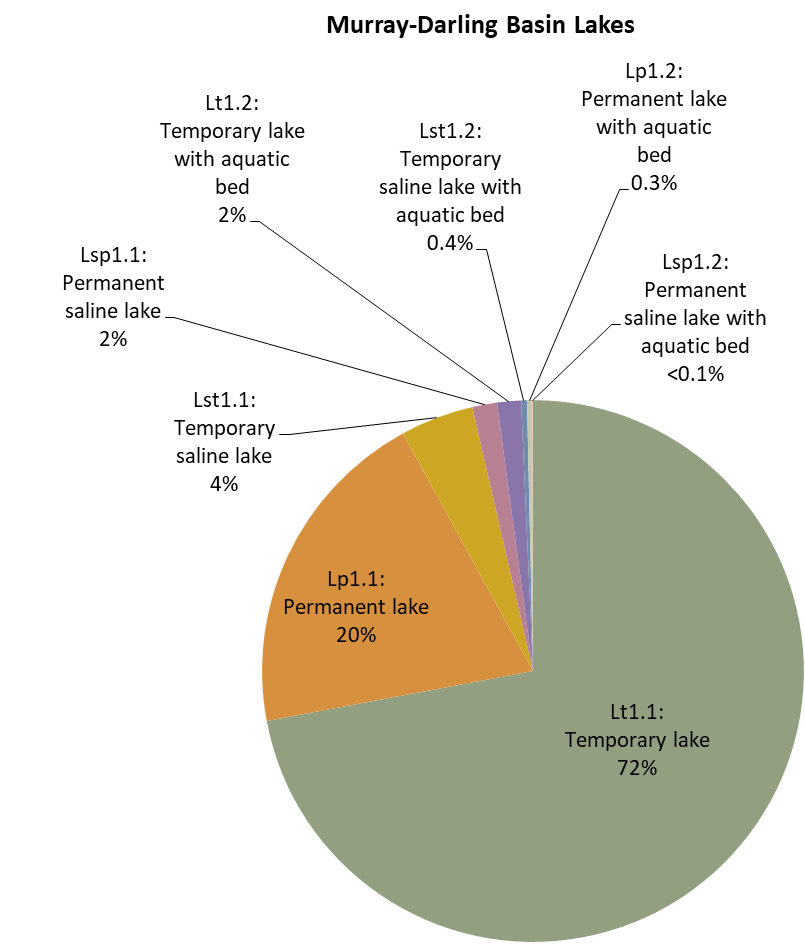 Murray-Darling Basin Lakes
Lp1.2:
Permanent lake
with aquatic
bed
0.3%
Lt1.2:
Temporary lake
with aquatic
bed
2%
Lst1.2:
Temporary
saline lake with
aquatic bed
0.4%
Lsp1.1:
Permanent
saline lake
2%
Lsp1.2:
Permanent
saline lake with
aquatic bed
<0.1%
Lst1.1:
Temporary
saline lake
4%
Lp1.1:
Permanent lake
20%
Lt1.1:
Temporary lake
72%